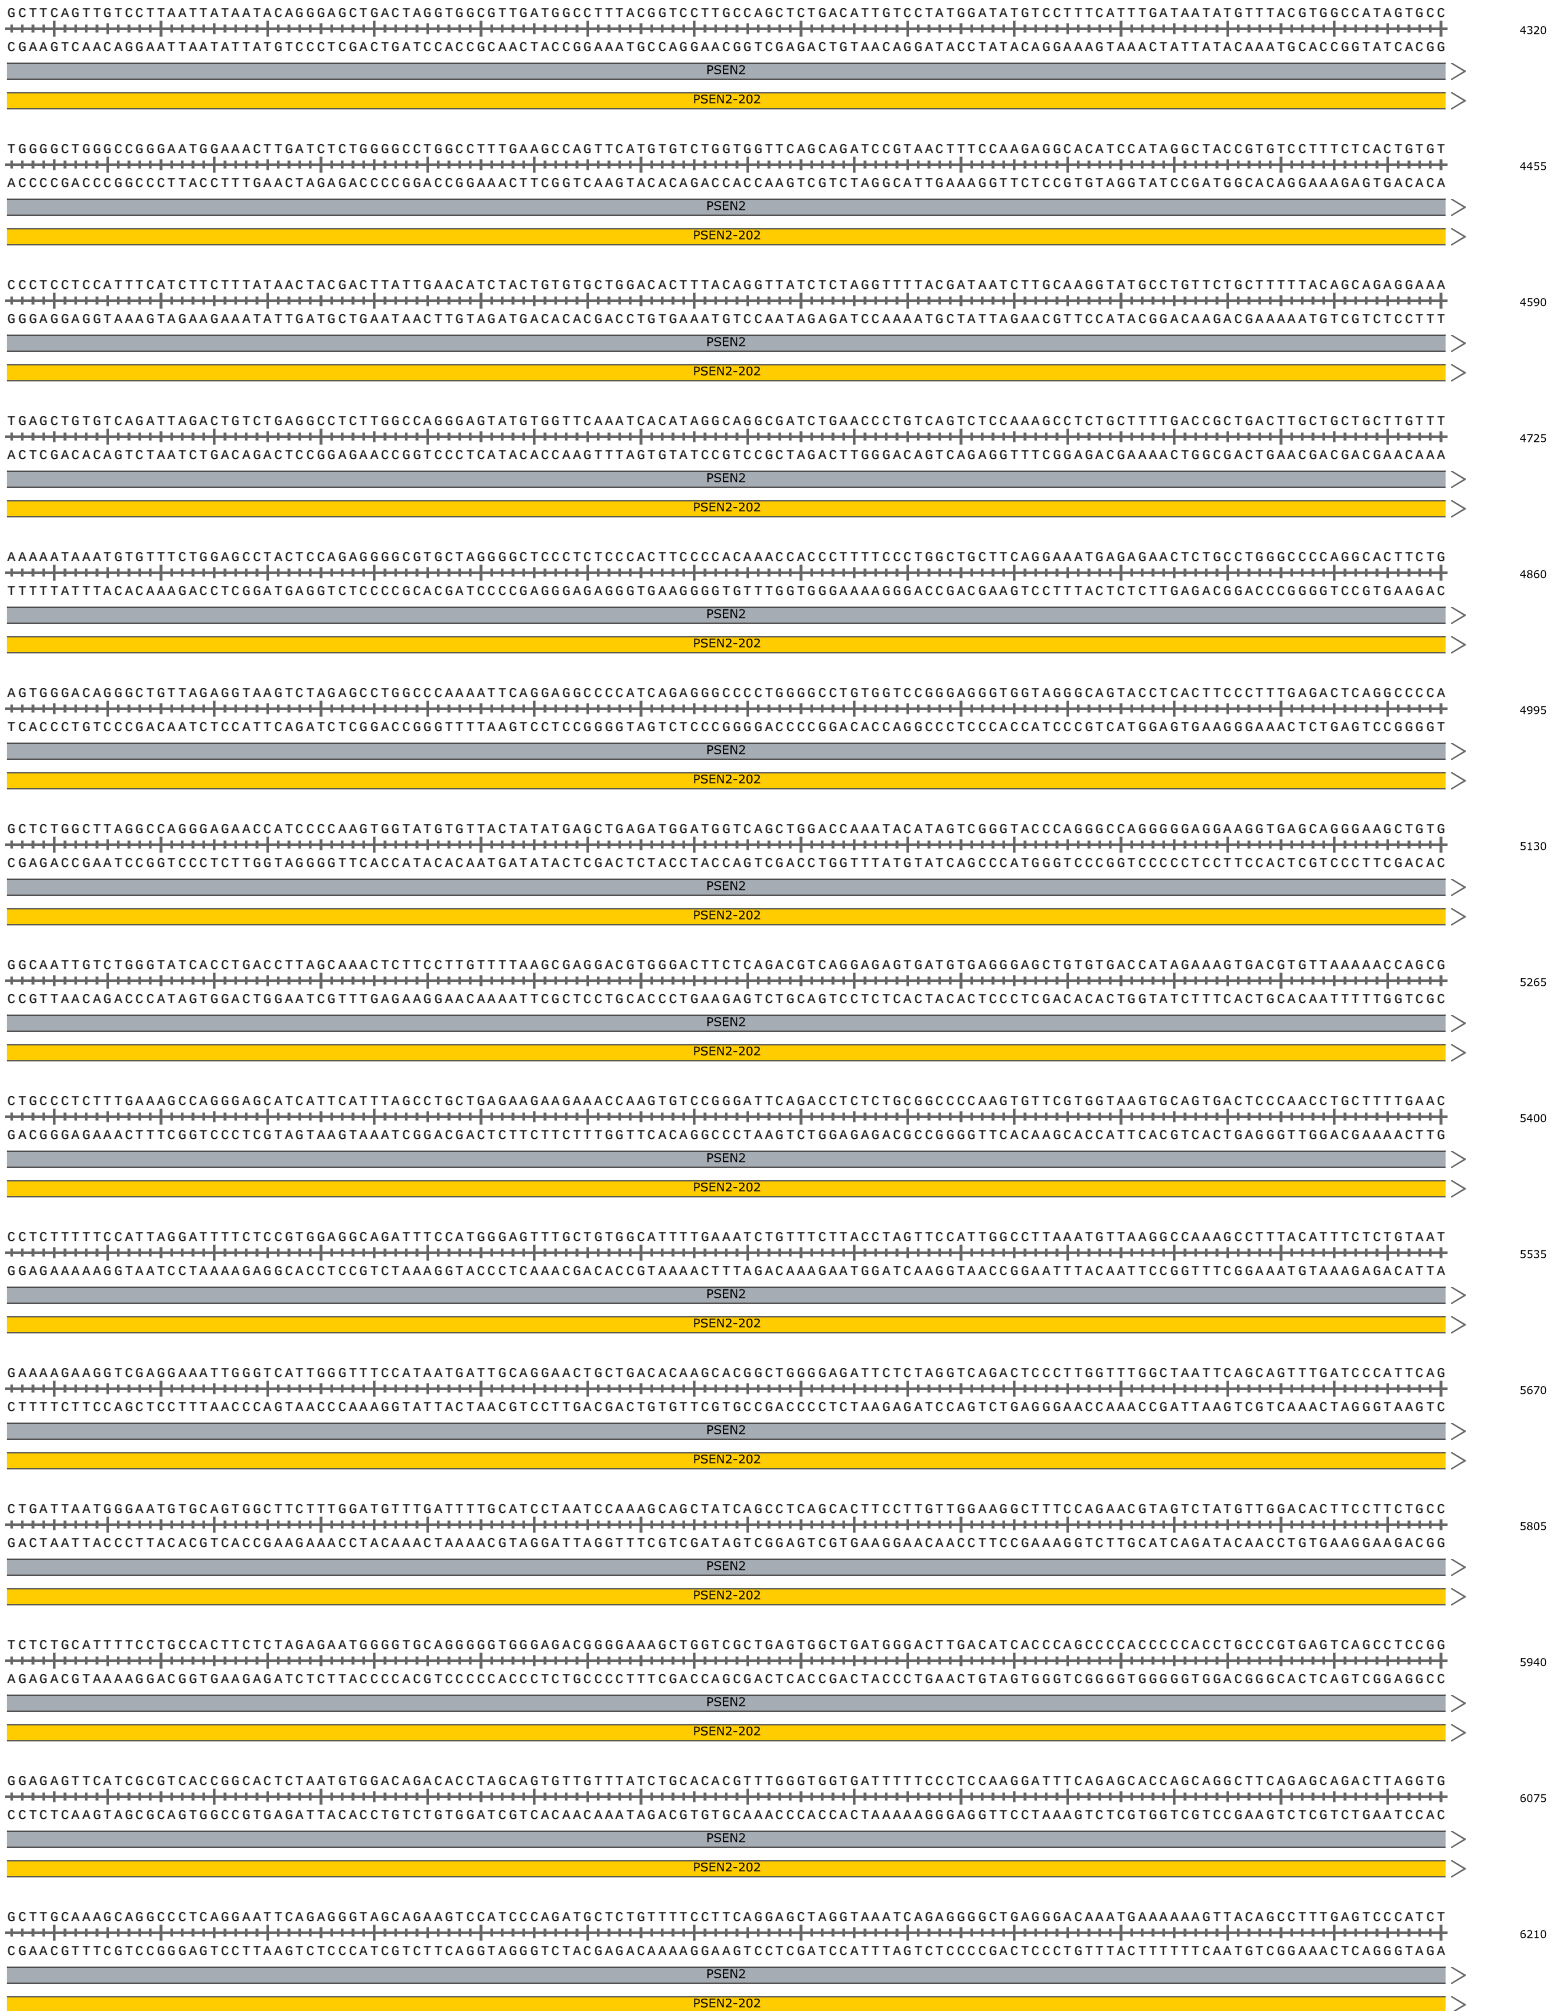 GCTTCAGTTGTCCTTAATTATAATACAGGGAGCTGACTAGGTGGCGTTGATGGCCTTTACGGTCCTTGCCAGCTCTGACATTGTCCTATGGATATGTCCTTTCATTTGATAATATGTTTACGTGGCCATAGTGCC
4320
CGAAGTCAACAGGAATTAATATTATGTCCCTCGACTGATCCACCGCAACTACCGGAAATGCCAGGAACGGTCGAGACTGTAACAGGATACCTATACAGGAAAGTAAACTATTATACAAATGCACCGGTATCACGG
PSEN2
PSEN2-202
TGGGGCTGGGCCGGGAATGGAAACTTGATCTCTGGGGCCTGGCCTTTGAAGCCAGTTCATGTGTCTGGTGGTTCAGCAGATCCGTAACTTTCCAAGAGGCACATCCATAGGCTACCGTGTCCTTTCTCACTGTGT
4455
ACCCCGACCCGGCCCTTACCTTTGAACTAGAGACCCCGGACCGGAAACTTCGGTCAAGTACACAGACCACCAAGTCGTCTAGGCATTGAAAGGTTCTCCGTGTAGGTATCCGATGGCACAGGAAAGAGTGACACA
PSEN2
PSEN2-202
CCCTCCTCCATTTCATCTTCTTTATAACTACGACTTATTGAACATCTACTGTGTGCTGGACACTTTACAGGTTATCTCTAGGTTTTACGATAATCTTGCAAGGTATGCCTGTTCTGCTTTTTACAGCAGAGGAAA
4590
GGGAGGAGGTAAAGTAGAAGAAATATTGATGCTGAATAACTTGTAGATGACACACGACCTGTGAAATGTCCAATAGAGATCCAAAATGCTATTAGAACGTTCCATACGGACAAGACGAAAAATGTCGTCTCCTTT
PSEN2
PSEN2-202
TGAGCTGTGTCAGATTAGACTGTCTGAGGCCTCTTGGCCAGGGAGTATGTGGTTCAAATCACATAGGCAGGCGATCTGAACCCTGTCAGTCTCCAAAGCCTCTGCTTTTGACCGCTGACTTGCTGCTGCTTGTTT
4725
ACTCGACACAGTCTAATCTGACAGACTCCGGAGAACCGGTCCCTCATACACCAAGTTTAGTGTATCCGTCCGCTAGACTTGGGACAGTCAGAGGTTTCGGAGACGAAAACTGGCGACTGAACGACGACGAACAAA
PSEN2
PSEN2-202
AAAAATAAATGTGTTTCTGGAGCCTACTCCAGAGGGGCGTGCTAGGGGCTCCCTCTCCCACTTCCCCACAAACCACCCTTTTCCCTGGCTGCTTCAGGAAATGAGAGAACTCTGCCTGGGCCCCAGGCACTTCTG
4860
TTTTTATTTACACAAAGACCTCGGATGAGGTCTCCCCGCACGATCCCCGAGGGAGAGGGTGAAGGGGTGTTTGGTGGGAAAAGGGACCGACGAAGTCCTTTACTCTCTTGAGACGGACCCGGGGTCCGTGAAGAC
PSEN2
PSEN2-202
AGTGGGACAGGGCTGTTAGAGGTAAGTCTAGAGCCTGGCCCAAAATTCAGGAGGCCCCATCAGAGGGCCCCTGGGGCCTGTGGTCCGGGAGGGTGGTAGGGCAGTACCTCACTTCCCTTTGAGACTCAGGCCCCA
4995
TCACCCTGTCCCGACAATCTCCATTCAGATCTCGGACCGGGTTTTAAGTCCTCCGGGGTAGTCTCCCGGGGACCCCGGACACCAGGCCCTCCCACCATCCCGTCATGGAGTGAAGGGAAACTCTGAGTCCGGGGT
PSEN2
PSEN2-202
GCTCTGGCTTAGGCCAGGGAGAACCATCCCCAAGTGGTATGTGTTACTATATGAGCTGAGATGGATGGTCAGCTGGACCAAATACATAGTCGGGTACCCAGGGCCAGGGGGAGGAAGGTGAGCAGGGAAGCTGTG
5130
CGAGACCGAATCCGGTCCCTCTTGGTAGGGGTTCACCATACACAATGATATACTCGACTCTACCTACCAGTCGACCTGGTTTATGTATCAGCCCATGGGTCCCGGTCCCCCTCCTTCCACTCGTCCCTTCGACAC
PSEN2
PSEN2-202
GGCAATTGTCTGGGTATCACCTGACCTTAGCAAACTCTTCCTTGTTTTAAGCGAGGACGTGGGACTTCTCAGACGTCAGGAGAGTGATGTGAGGGAGCTGTGTGACCATAGAAAGTGACGTGTTAAAAACCAGCG
5265
CCGTTAACAGACCCATAGTGGACTGGAATCGTTTGAGAAGGAACAAAATTCGCTCCTGCACCCTGAAGAGTCTGCAGTCCTCTCACTACACTCCCTCGACACACTGGTATCTTTCACTGCACAATTTTTGGTCGC
PSEN2
PSEN2-202
CTGCCCTCTTTGAAAGCCAGGGAGCATCATTCATTTAGCCTGCTGAGAAGAAGAAACCAAGTGTCCGGGATTCAGACCTCTCTGCGGCCCCAAGTGTTCGTGGTAAGTGCAGTGACTCCCAACCTGCTTTTGAAC
5400
GACGGGAGAAACTTTCGGTCCCTCGTAGTAAGTAAATCGGACGACTCTTCTTCTTTGGTTCACAGGCCCTAAGTCTGGAGAGACGCCGGGGTTCACAAGCACCATTCACGTCACTGAGGGTTGGACGAAAACTTG
PSEN2
PSEN2-202
CCTCTTTTTCCATTAGGATTTTCTCCGTGGAGGCAGATTTCCATGGGAGTTTGCTGTGGCATTTTGAAATCTGTTTCTTACCTAGTTCCATTGGCCTTAAATGTTAAGGCCAAAGCCTTTACATTTCTCTGTAAT
5535
GGAGAAAAAGGTAATCCTAAAAGAGGCACCTCCGTCTAAAGGTACCCTCAAACGACACCGTAAAACTTTAGACAAAGAATGGATCAAGGTAACCGGAATTTACAATTCCGGTTTCGGAAATGTAAAGAGACATTA
PSEN2
PSEN2-202
GAAAAGAAGGTCGAGGAAATTGGGTCATTGGGTTTCCATAATGATTGCAGGAACTGCTGACACAAGCACGGCTGGGGAGATTCTCTAGGTCAGACTCCCTTGGTTTGGCTAATTCAGCAGTTTGATCCCATTCAG
5670
CTTTTCTTCCAGCTCCTTTAACCCAGTAACCCAAAGGTATTACTAACGTCCTTGACGACTGTGTTCGTGCCGACCCCTCTAAGAGATCCAGTCTGAGGGAACCAAACCGATTAAGTCGTCAAACTAGGGTAAGTC
PSEN2
PSEN2-202
CTGATTAATGGGAATGTGCAGTGGCTTCTTTGGATGTTTGATTTTGCATCCTAATCCAAAGCAGCTATCAGCCTCAGCACTTCCTTGTTGGAAGGCTTTCCAGAACGTAGTCTATGTTGGACACTTCCTTCTGCC
5805
GACTAATTACCCTTACACGTCACCGAAGAAACCTACAAACTAAAACGTAGGATTAGGTTTCGTCGATAGTCGGAGTCGTGAAGGAACAACCTTCCGAAAGGTCTTGCATCAGATACAACCTGTGAAGGAAGACGG
PSEN2
PSEN2-202
TCTCTGCATTTTCCTGCCACTTCTCTAGAGAATGGGGTGCAGGGGGTGGGAGACGGGGAAAGCTGGTCGCTGAGTGGCTGATGGGACTTGACATCACCCAGCCCCACCCCCACCTGCCCGTGAGTCAGCCTCCGG
5940
AGAGACGTAAAAGGACGGTGAAGAGATCTCTTACCCCACGTCCCCCACCCTCTGCCCCTTTCGACCAGCGACTCACCGACTACCCTGAACTGTAGTGGGTCGGGGTGGGGGTGGACGGGCACTCAGTCGGAGGCC
PSEN2
PSEN2-202
GGAGAGTTCATCGCGTCACCGGCACTCTAATGTGGACAGACACCTAGCAGTGTTGTTTATCTGCACACGTTTGGGTGGTGATTTTTCCCTCCAAGGATTTCAGAGCACCAGCAGGCTTCAGAGCAGACTTAGGTG
6075
CCTCTCAAGTAGCGCAGTGGCCGTGAGATTACACCTGTCTGTGGATCGTCACAACAAATAGACGTGTGCAAACCCACCACTAAAAAGGGAGGTTCCTAAAGTCTCGTGGTCGTCCGAAGTCTCGTCTGAATCCAC
PSEN2
PSEN2-202
GCTTGCAAAGCAGGCCCTCAGGAATTCAGAGGGTAGCAGAAGTCCATCCCAGATGCTCTGTTTTCCTTCAGGAGCTAGGTAAATCAGAGGGGCTGAGGGACAAATGAAAAAAGTTACAGCCTTTGAGTCCCATCT
6210
CGAACGTTTCGTCCGGGAGTCCTTAAGTCTCCCATCGTCTTCAGGTAGGGTCTACGAGACAAAAGGAAGTCCTCGATCCATTTAGTCTCCCCGACTCCCTGTTTACTTTTTTCAATGTCGGAAACTCAGGGTAGA
PSEN2
PSEN2-202